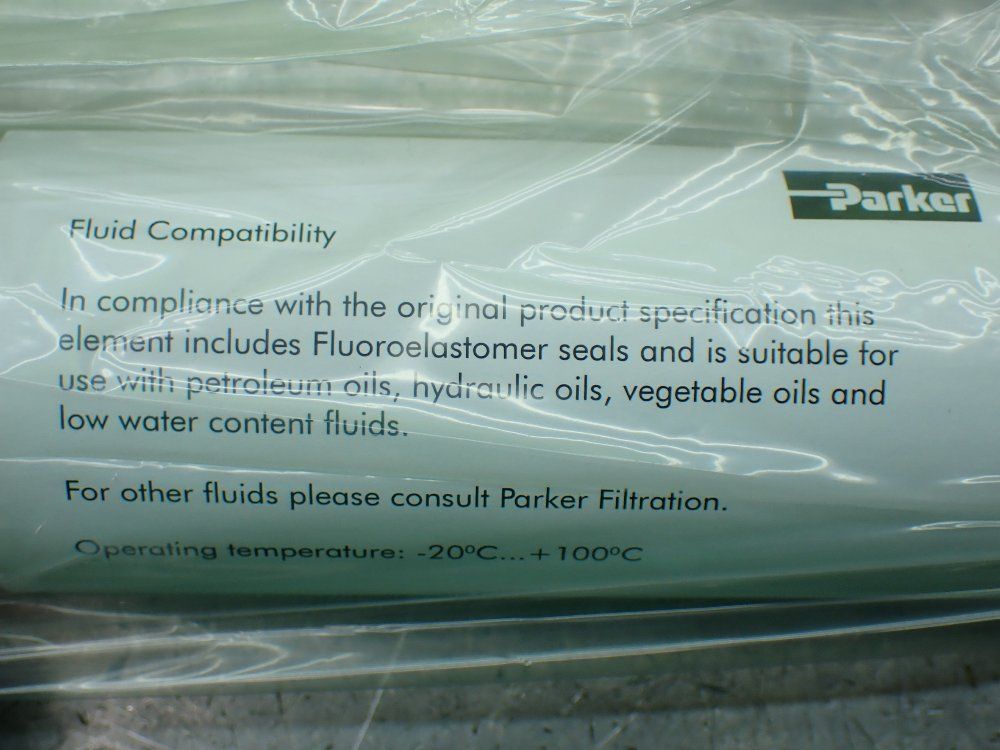 Parker
Fluid Compatibility
In compliance with the original product specification this
element includes Fluoroelastomer seals and is suitable for
use with petroleum oils, hydraulic oils, vegetable oils and
low water content fluids.
For other fluids please consult Parker Filtration.
Operating temperature: -20ºC...+100ºC